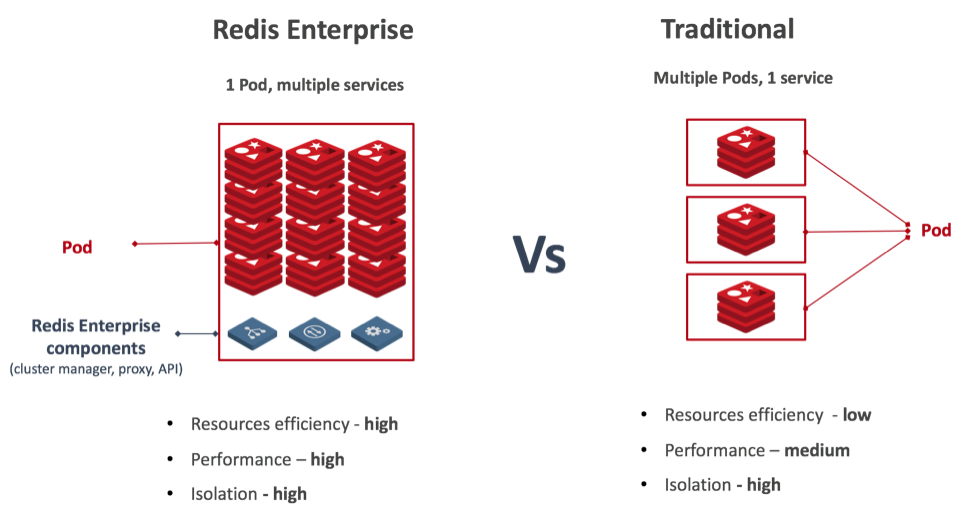 Redis Enterprise
1 Pod, multiple services
Pod
Redis Enterprise
components
(cluster manager, proxy, API)
• Resources efficiency - high
• Performance – high
• Isolation - high
Vs
Traditional
Multiple Pods, 1 service
Pod
• Resources efficiency - low
• Performance – medium
• Isolation - high